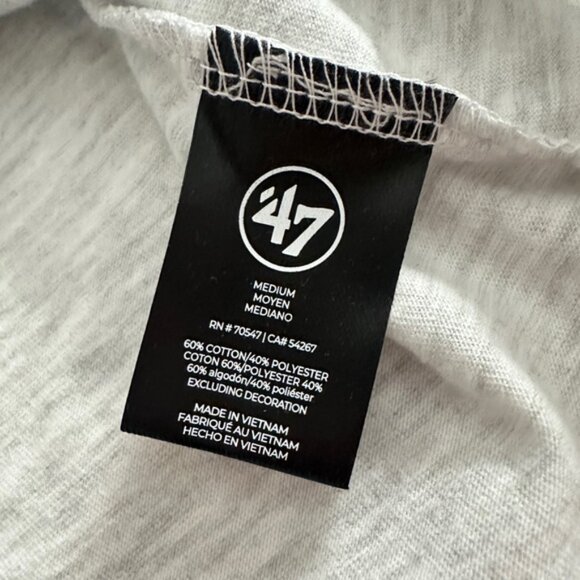 '47
MEDIUM
MOYEN
MEDIANO
RN # 70547 | CA# 54267
60% COTTON/40% POLYESTER
COTON 60%/POLYESTER 40%
60% algodón/40% poliéster
EXCLUDING DECORATION
MADE IN VIETNAM
FABRIQUÉ AU VIETNAM
HECHO EN VIETNAM